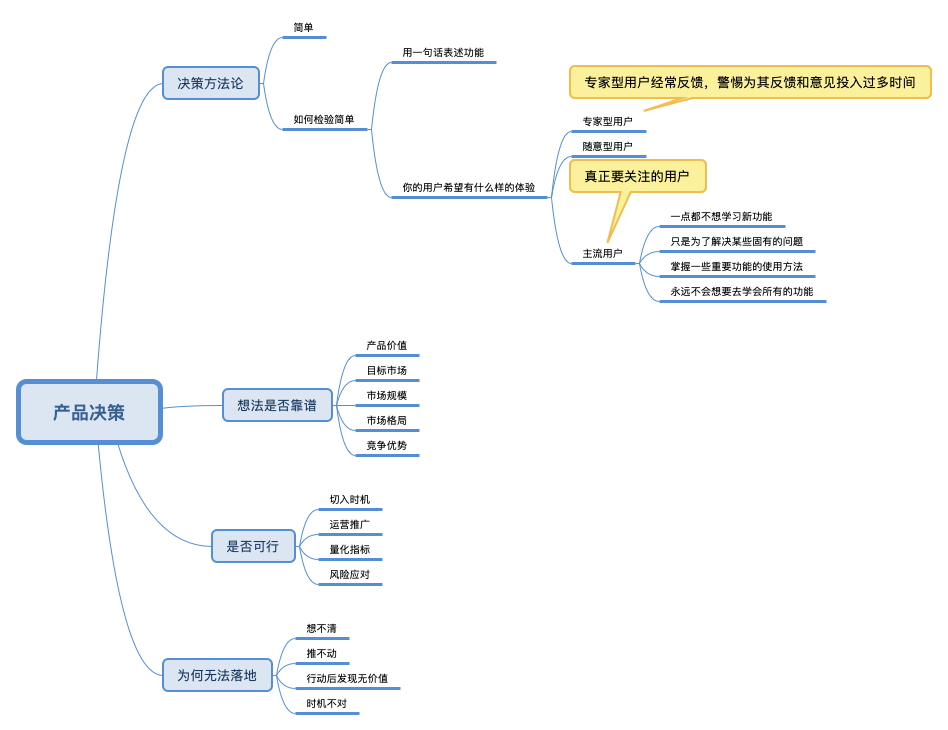 产品决策
决策方法论
简单
如何检验简单
用一句话表述功能
你的用户希望有什么样的体验
专家型用户经常反馈，警惕为其反馈和意见投入过多时间
专家型用户
随意型用户
真正要关注的用户
主流用户
一点都不想学习新功能
只是为了解决某些固有的问题
掌握一些重要功能的使用方法
永远不会想要去学会所有的功能
想法是否靠谱
产品价值
目标市场
市场规模
市场格局
竞争优势
是否可行
切入时机
运营推广
量化指标
风险应对
为何无法落地
想不清
推不动
行动后发现无价值
时机不对